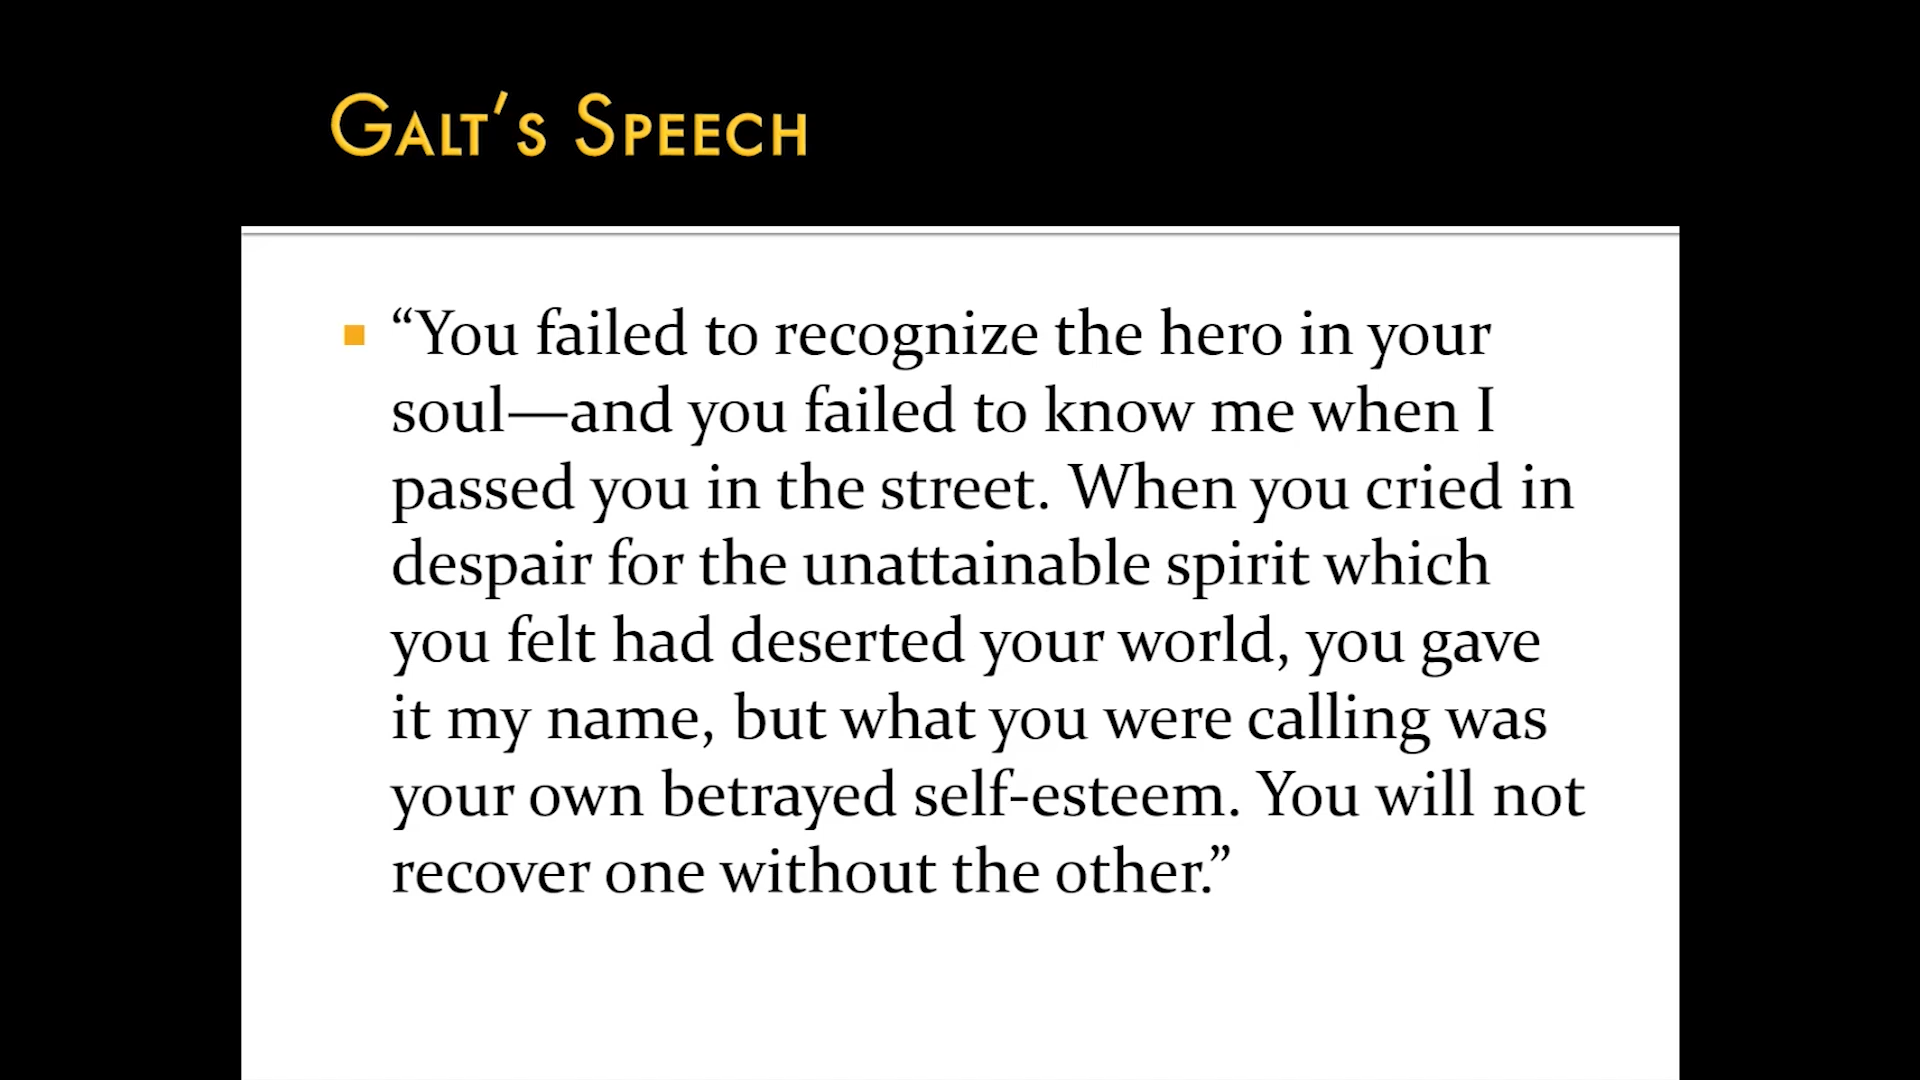 Galt’s Speech
“You failed to recognize the hero in your
soul—and you failed to know me when I
passed you in the street. When you cried in
despair for the unattainable spirit which
you felt had deserted your world, you gave
it my name, but what you were calling was
your own betrayed self-esteem. You will not
recover one without the other.”